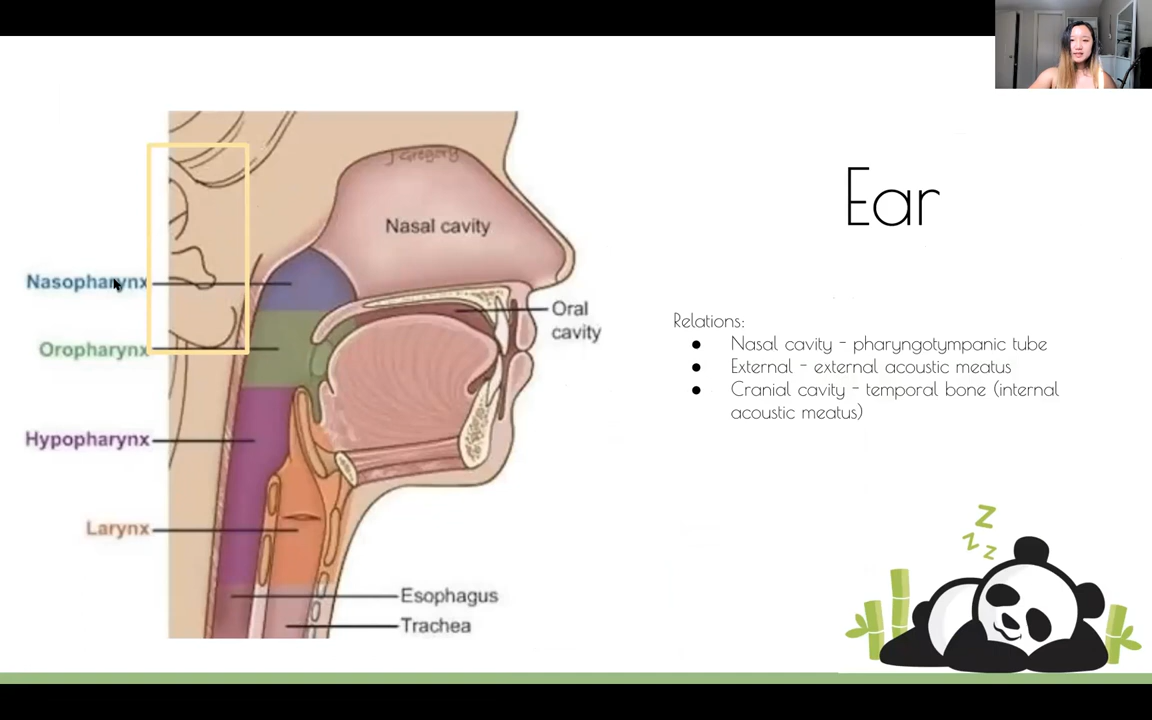 J Gregory
Nasal cavity
Nasopharynx
Oral
cavity
Oropharynx
Hypopharynx
Larynx
Esophagus
Trachea
Ear
Relations:
● Nasal cavity - pharyngotympanic tube
● External - external acoustic meatus
● Cranial cavity - temporal bone (internal
acoustic meatus)
Z
Z
Z